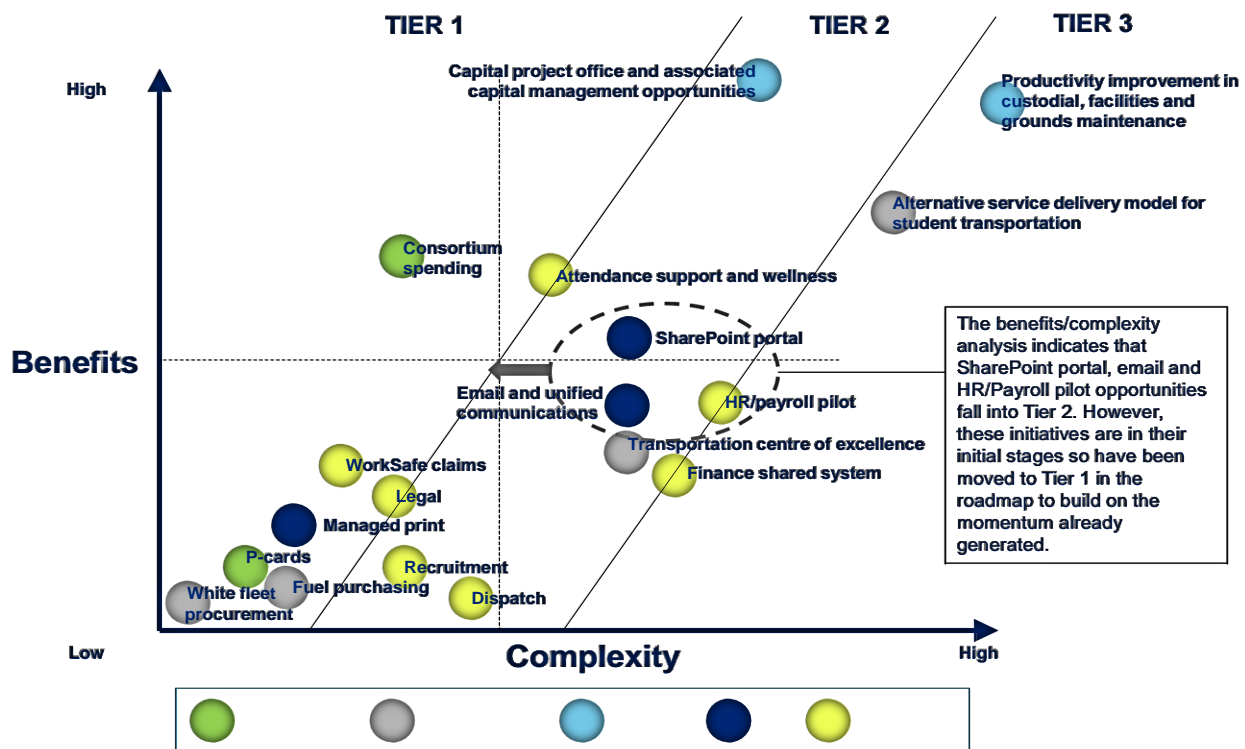 TIER 1
TIER 2
TIER 3
High
Capital project office and associated
capital management opportunities
Productivity improvement in
custodial, facilities and
grounds maintenance
Alternative service delivery model for
student transportation
Consortium
spending
Attendance support and wellness
SharePoint portal
Benefits
Email and unified
communications
HR/payroll pilot
The benefits/complexity
analysis indicates that
SharePoint portal, email and
HR/Payroll pilot opportunities
fall into Tier 2. However,
these initiatives are in their
initial stages so have been
moved to Tier 1 in the
roadmap to build on the
momentum already
generated.
Transportation centre of excellence
WorkSafe claims
Finance shared system
Legal
Managed print
P-cards
Recruitment
Fuel purchasing
White fleet
procurement
Dispatch
Low
Complexity
High